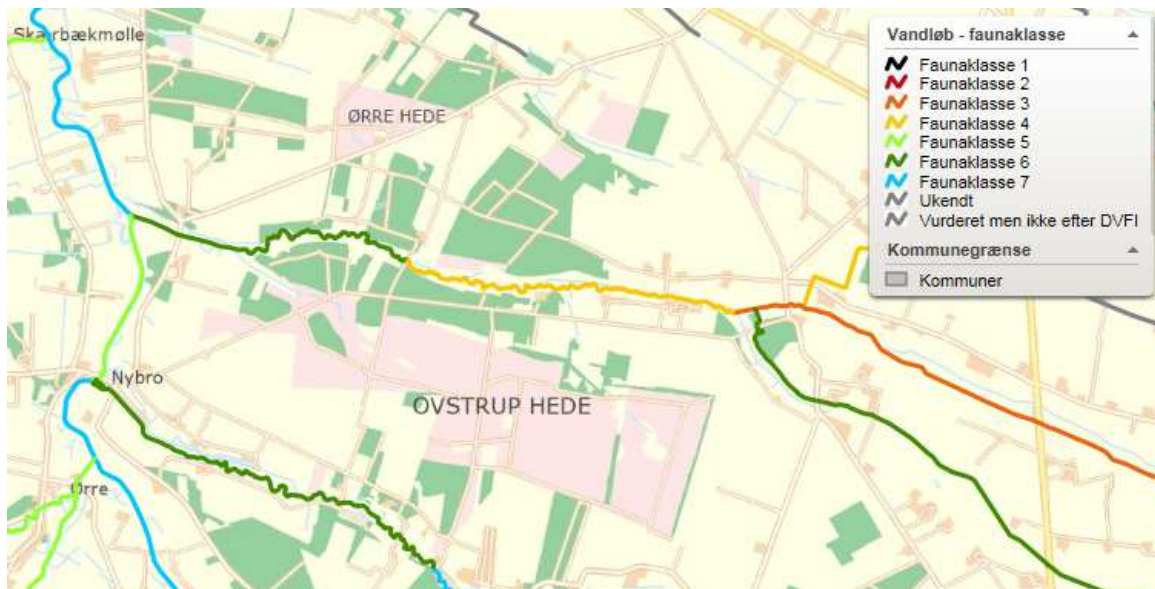 Skærbækmølle
ØRRE HEDE
Nybro
OVSTRUP HEDE
Ørre
Vandløb - faunaklasse
Faunaklasse 1
Faunaklasse 2
Faunaklasse 3
Faunaklasse 4
Faunaklasse 5
Faunaklasse 6
Faunaklasse 7
Ukendt
Vurderet men ikke efter DVFI
Kommunegrænse
Kommuner